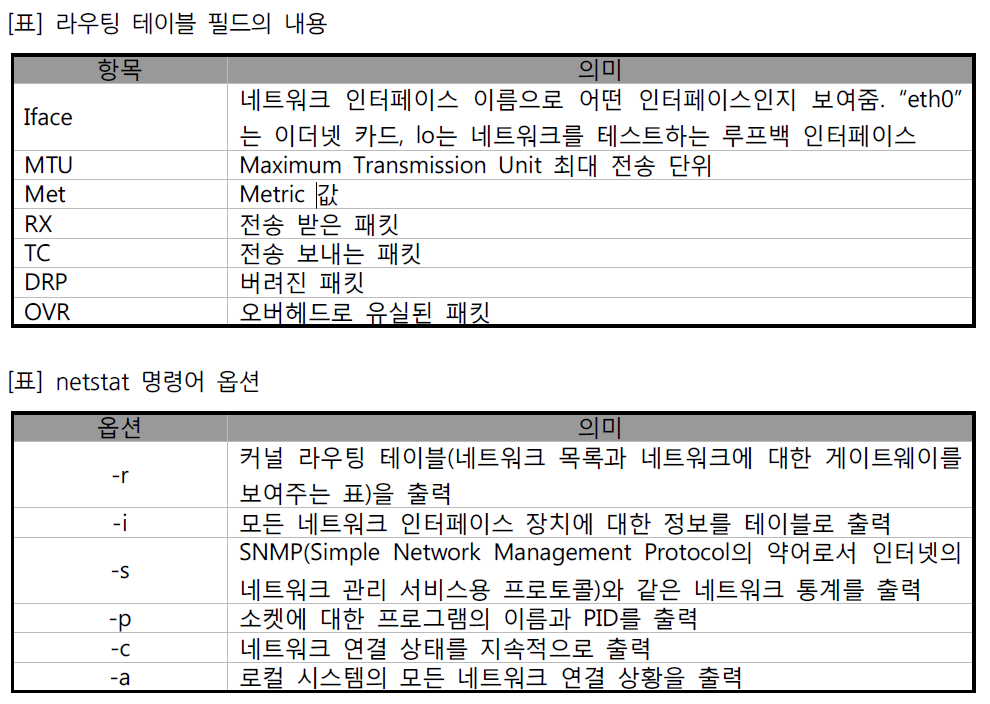 [표] 라우팅 테이블 필드의 내용
항목 의미
Iface 네트워크 인터페이스 이름으로 어떤 인터페이스인지 보여줌. “eth0”
는 이더넷 카드, lo는 네트워크를 테스트하는 루프백 인터페이스
MTU Maximum Transmission Unit 최대 전송 단위
Met Metric 값
RX 전송 받은 패킷
TC 전송 보내는 패킷
DRP 버려진 패킷
OVR 오버헤드로 유실된 패킷
[표] netstat 명령어 옵션
옵션 의미
-r 커널 라우팅 테이블(네트워크 목록과 네트워크에 대한 게이트웨이를
보여주는 표)을 출력
-i 모든 네트워크 인터페이스 장치에 대한 정보를 테이블로 출력
-s SNMP(Simple Network Management Protocol의 약어로서 인터넷의
네트워크 관리 서비스용 프로토콜)와 같은 네트워크 통계를 출력
-p 소켓에 대한 프로그램의 이름과 PID를 출력
-c 네트워크 연결 상태를 지속적으로 출력
-a 로컬 시스템의 모든 네트워크 연결 상황을 출력